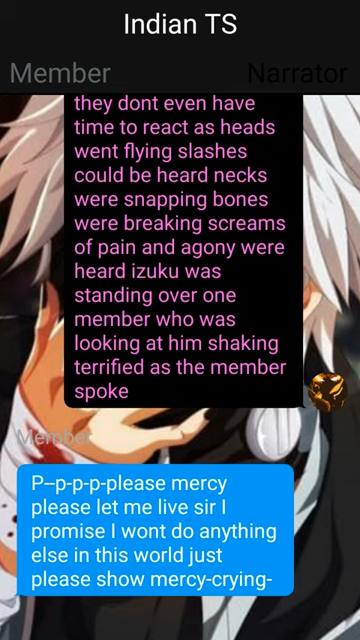 Indian TS
Member Narrator
they dont even have
time to react as heads
went flying slashes
could be heard necks
were snapping bones
were breaking screams
of pain and agony were
heard izuku was
standing over one
member who was
looking at him shaking
terrified as the member
spoke
Member
P--p-p-p-please mercy
please let me live sir I
promise I wont do anything
else in this world just
please show mercy-crying-